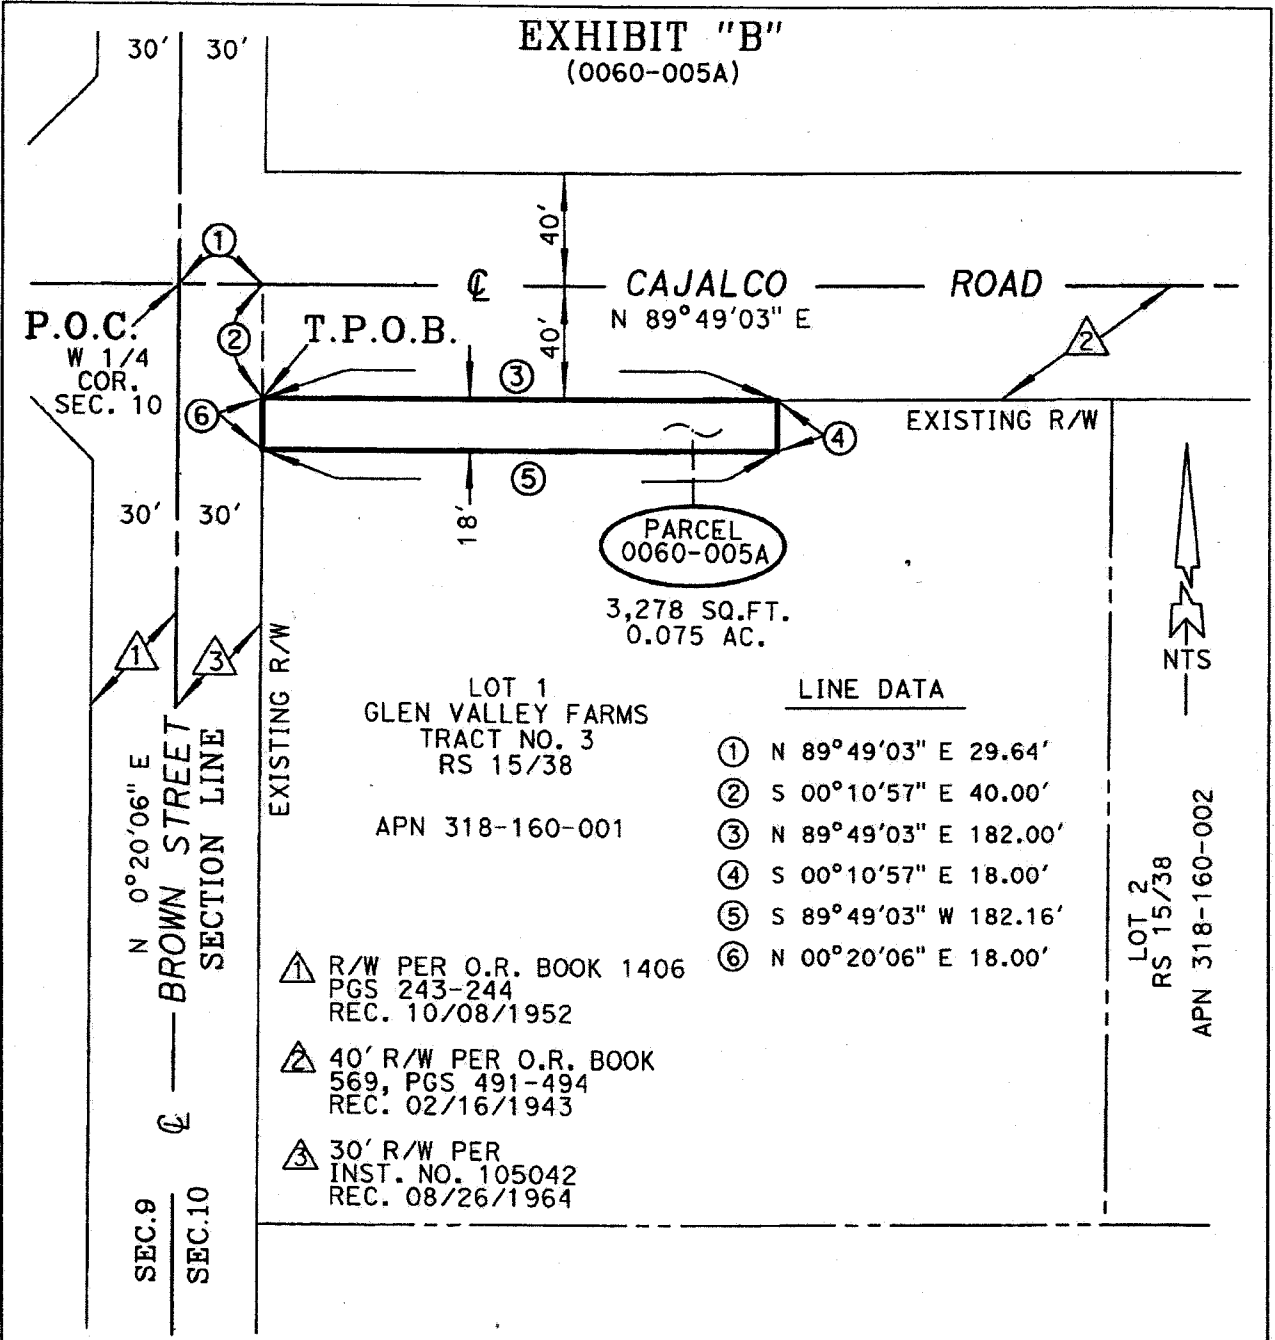 EXHIBIT "B"
(0060-005A)
30' 30'
40'
1
℄ CAJALCO ROAD
N 89°49'03" E
40'
P.O.C.
W 1/4
COR.
SEC. 10
2
T.P.O.B.
2
3
6
EXISTING R/W
4
5
30' 30'
18'
PARCEL
0060-005A
3,278 SQ.FT.
0.075 AC.
NTS
1
3
EXISTING R/W
N 0°20'06" E
℄ BROWN STREET
SECTION LINE
SEC.9
SEC.10
LOT 1
GLEN VALLEY FARMS
TRACT NO. 3
RS 15/38
APN 318-160-001
LINE DATA
1 N 89°49'03" E 29.64'
2 S 00°10'57" E 40.00'
3 N 89°49'03" E 182.00'
4 S 00°10'57" E 18.00'
5 S 89°49'03" W 182.16'
6 N 00°20'06" E 18.00'
LOT 2
RS 15/38
APN 318-160-002
1 R/W PER O.R. BOOK 1406
PGS 243-244
REC. 10/08/1952
2 40' R/W PER O.R. BOOK
569, PGS 491-494
REC. 02/16/1943
3 30' R/W PER
INST. NO. 105042
REC. 08/26/1964